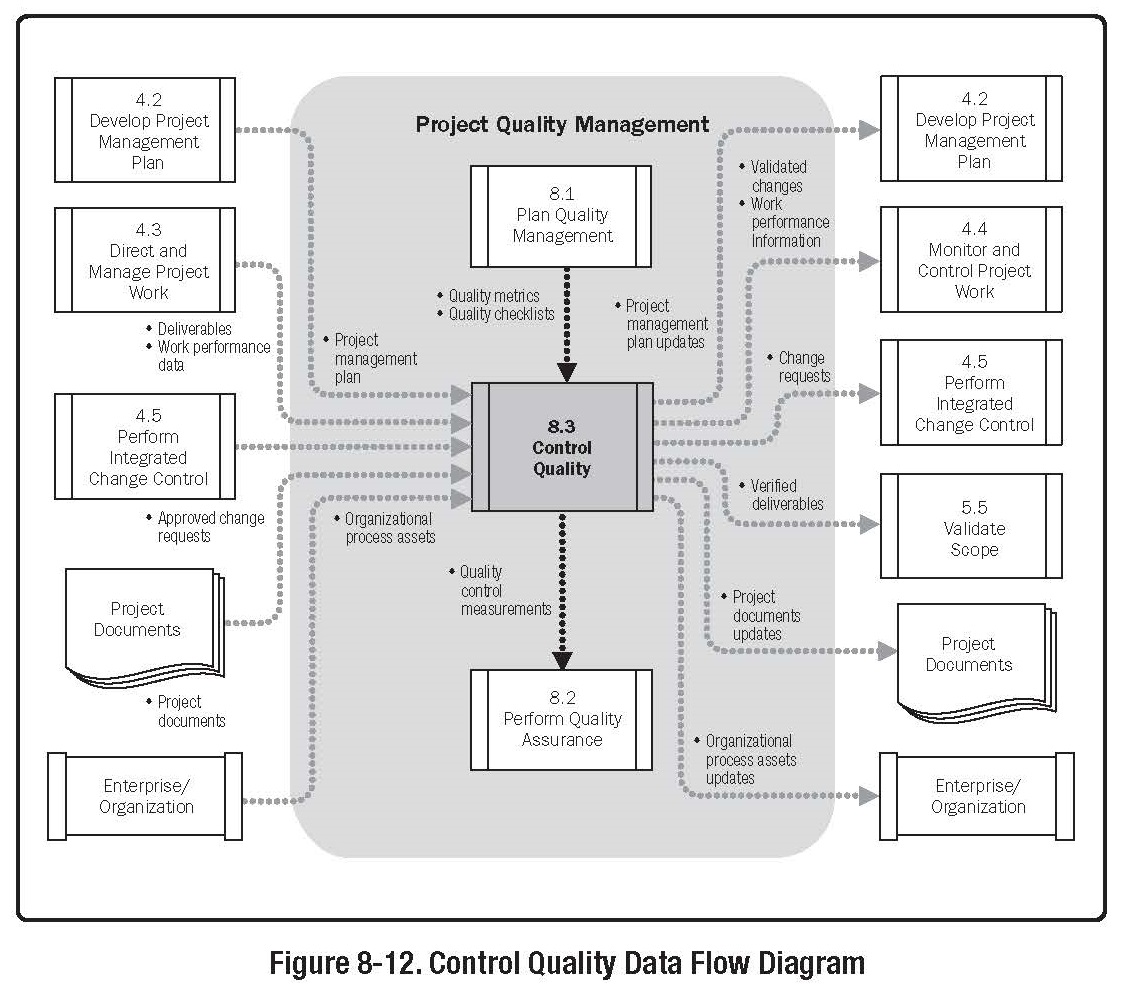 Project Quality Management
4.2
Develop Project
Management
Plan
4.3
Direct and
Manage Project
Work
• Deliverables
• Work performance
data
4.5
Perform
Integrated
Change Control
• Approved change
requests
Project
Documents
• Project
documents
Enterprise/
Organization
• Project
management
plan
• Organizational
process assets
8.1
Plan Quality
Management
• Quality metrics
• Quality checklists
8.3
Control
Quality
• Quality
control
measurements
8.2
Perform Quality
Assurance
• Project
management
plan updates
• Validated
changes
• Work
performance
Information
• Change
requests
• Verified
deliverables
• Project
documents
updates
• Organizational
process assets
updates
4.2
Develop Project
Management
Plan
4.4
Monitor and
Control Project
Work
4.5
Perform
Integrated
Change Control
5.5
Validate
Scope
Project
Documents
Enterprise/
Organization
Figure 8-12. Control Quality Data Flow Diagram